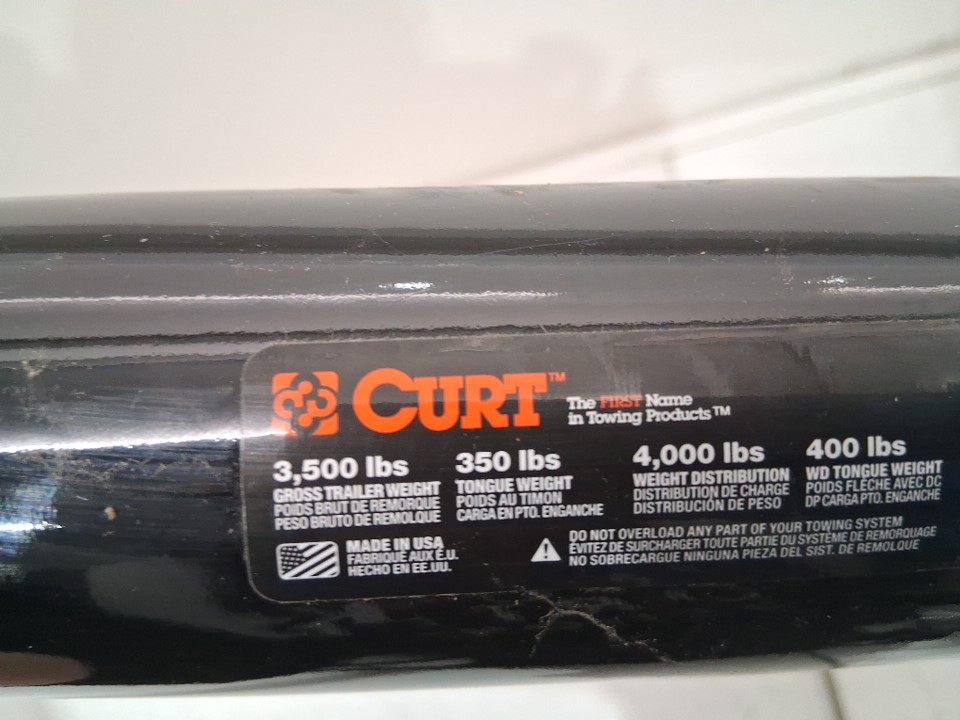 CURT™
The FIRST Name
in Towing Products™
3,500 lbs
GROSS TRAILER WEIGHT
POIDS BRUT DE REMORQUE
PESO BRUTO DE REMOLQUE
350 lbs
TONGUE WEIGHT
POIDS AU TIMON
CARGA EN PTO. ENGANCHE
4,000 lbs
WEIGHT DISTRIBUTION
DISTRIBUTION DE CHARGE
DISTRIBUCIÓN DE PESO
400 lbs
WD TONGUE WEIGHT
POIDS FLÈCHE AVEC DC
DP CARGA PTO. ENGANCHE
MADE IN USA
FABRIQUÉ AUX É.U.
HECHO EN EE.UU.
DO NOT OVERLOAD ANY PART OF YOUR TOWING SYSTEM
ÉVITEZ DE SURCHARGER TOUTE PARTIE DU SYSTÈME DE REMORQUAGE
NO SOBRECARGUE NINGUNA PIEZA DEL SIST. DE REMOLQUE